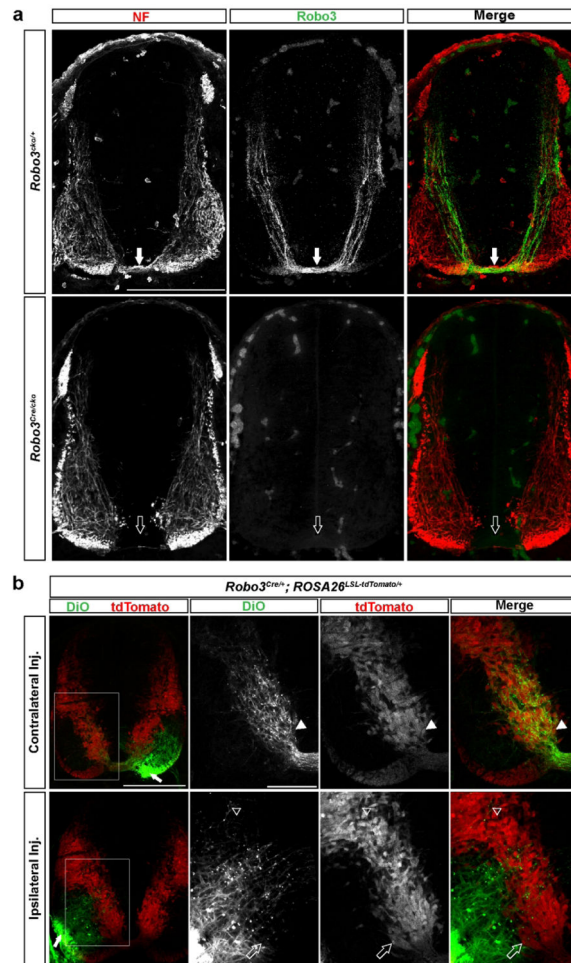 a
NF
Robo3
Merge
Robo3cko/+
Robo3Cre/cko
b
Robo3Cre/+; ROSA26LSL-tdTomato/+
DiO tdTomato
DiO
tdTomato
Merge
Contralateral Inj.
Ipsilateral Inj.